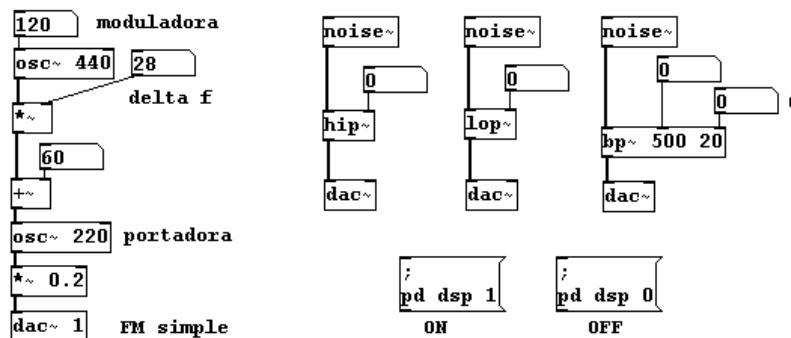 120 moduladora
osc~ 440
28
delta f
*~
60
+~
osc~ 220 portadora
*~ 0.2
dac~ 1 FM simple
noise~
0
hip~
dac~
noise~
0
lop~
dac~
noise~
0
0
bp~ 500 20
dac~
;
pd dsp 1
ON
;
pd dsp 0
OFF